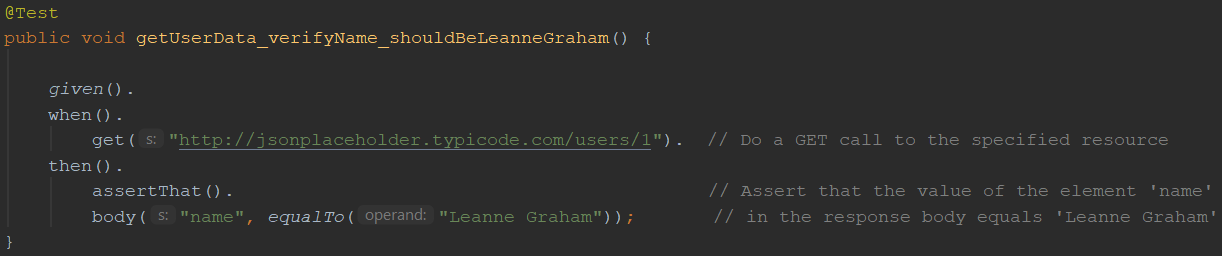 @Test
public void getUserData_verifyName_shouldBeLeanneGraham() {
given().
when().
get( s: "http://jsonplaceholder.typicode.com/users/1"). // Do a GET call to the specified resource
then().
assertThat(). // Assert that the value of the element 'name'
body( s: "name", equalTo( operand: "Leanne Graham")); // in the response body equals 'Leanne Graham'
}